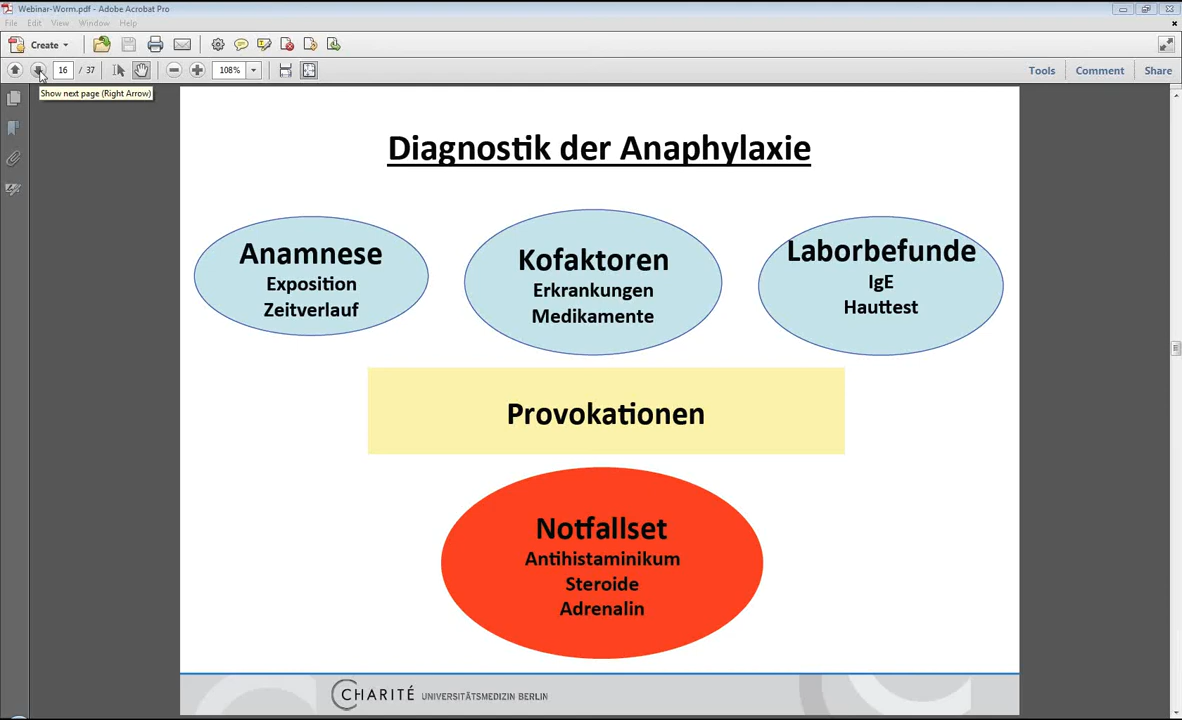 Webinar-Worm.pdf - Adobe Acrobat Pro
File Edit View Window Help
Create
16 / 37 108% Tools Comment Share
Show next page (Right Arrow)
Diagnostik der Anaphylaxie
Anamnese
Exposition
Zeitverlauf
Kofaktoren
Erkrankungen
Medikamente
Laborbefunde
IgE
Hauttest
Provokationen
Notfallset
Antihistaminikum
Steroide
Adrenalin
CHARITÉ UNIVERSITÄTSMEDIZIN BERLIN